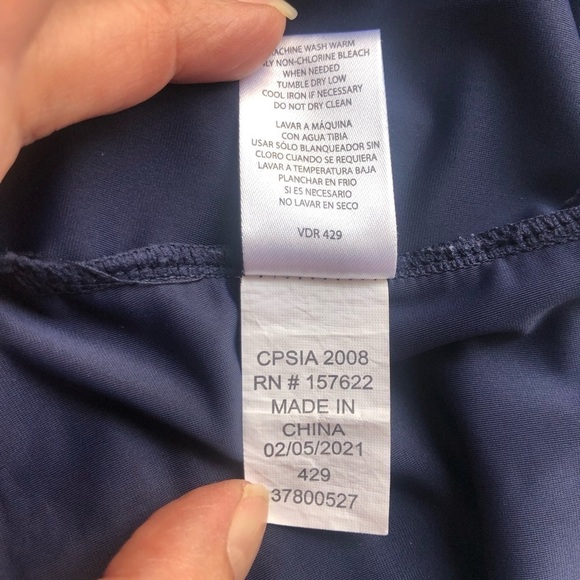 MACHINE WASH WARM
ONLY NON-CHLORINE BLEACH
WHEN NEEDED
TUMBLE DRY LOW
COOL IRON IF NECESSARY
DO NOT DRY CLEAN
LAVAR A MÁQUINA
CON AGUA TIBIA
USAR SÓLO BLANQUEADOR SIN
CLORO CUANDO SE REQUIERA
LAVAR A TEMPERATURA BAJA
PLANCHAR EN FRIO
SI ES NECESARIO
NO LAVAR EN SECO
VDR 429
CPSIA 2008
RN # 157622
MADE IN
CHINA
02/05/2021
429
37800527